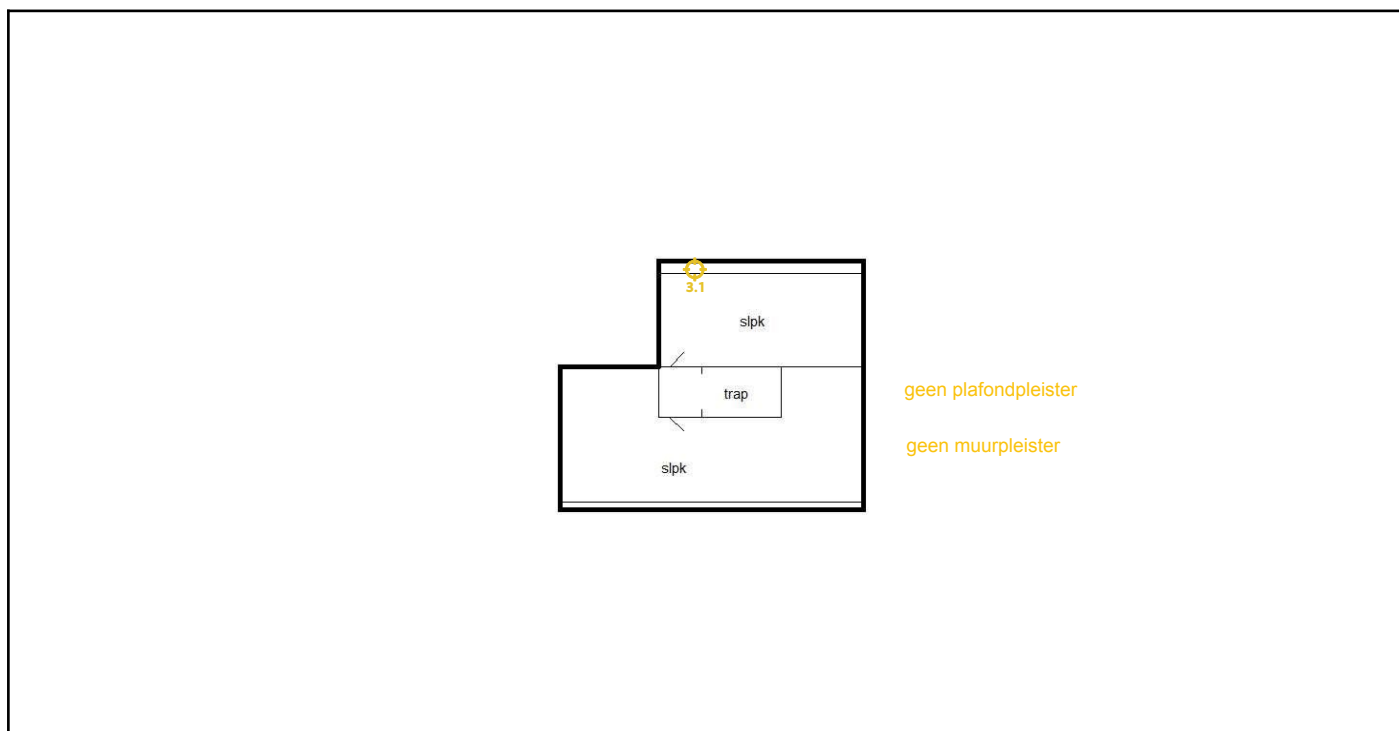 3.1
slpk
trap
geen plafondpleister
geen muurpleister
slpk